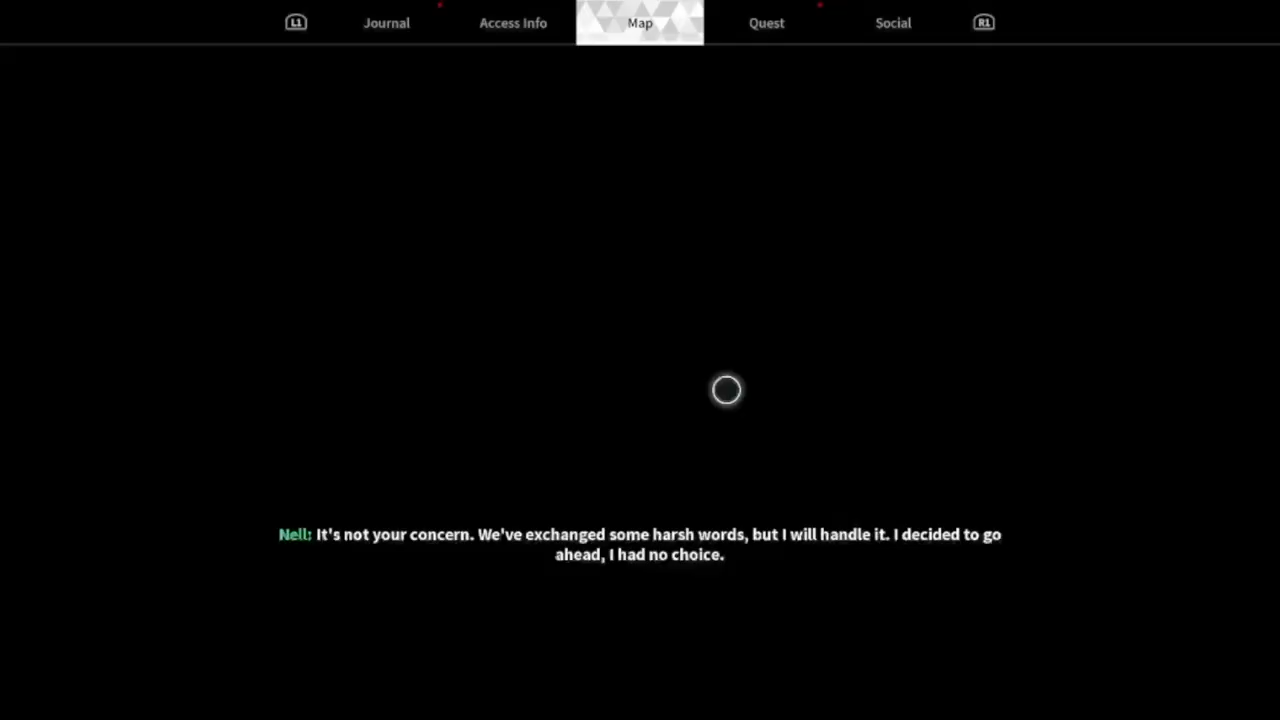 L1 Journal Access Info Map Quest Social R1
Nell: It's not your concern. We've exchanged some harsh words, but I will handle it. I decided to go
ahead, I had no choice.